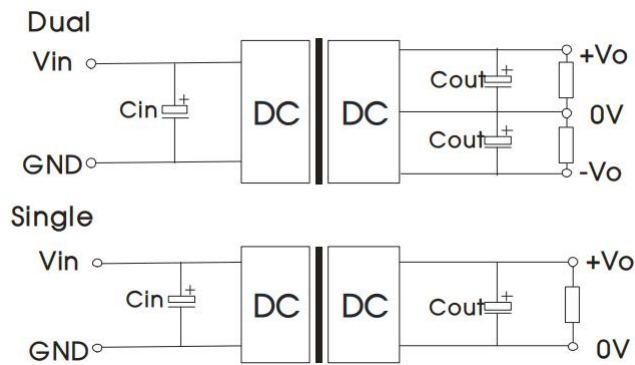 Dual
Vin
+
Cin
GND
DC
DC
+
Cout
+
Cout
+Vo
0V
-Vo
Single
Vin
+
Cin
GND
DC
DC
+
Cout
+Vo
0V